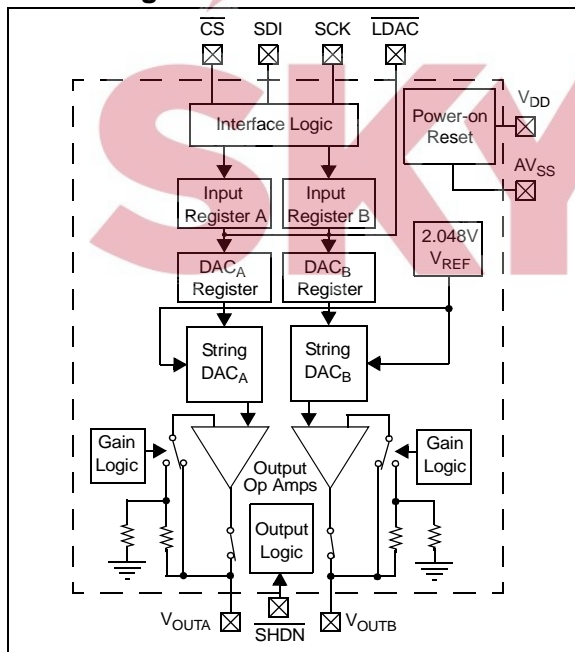 CS SDI SCK LDAC
Interface Logic
Power-on
Reset
VDD
AVSS
Input
Register A
Input
Register B
2.048V
VREF
DACA
Register
DACB
Register
String
DACA
String
DACB
Gain
Logic
Output
Op Amps
Gain
Logic
Output
Logic
VOUTA
SHDN
VOUTB
SKY